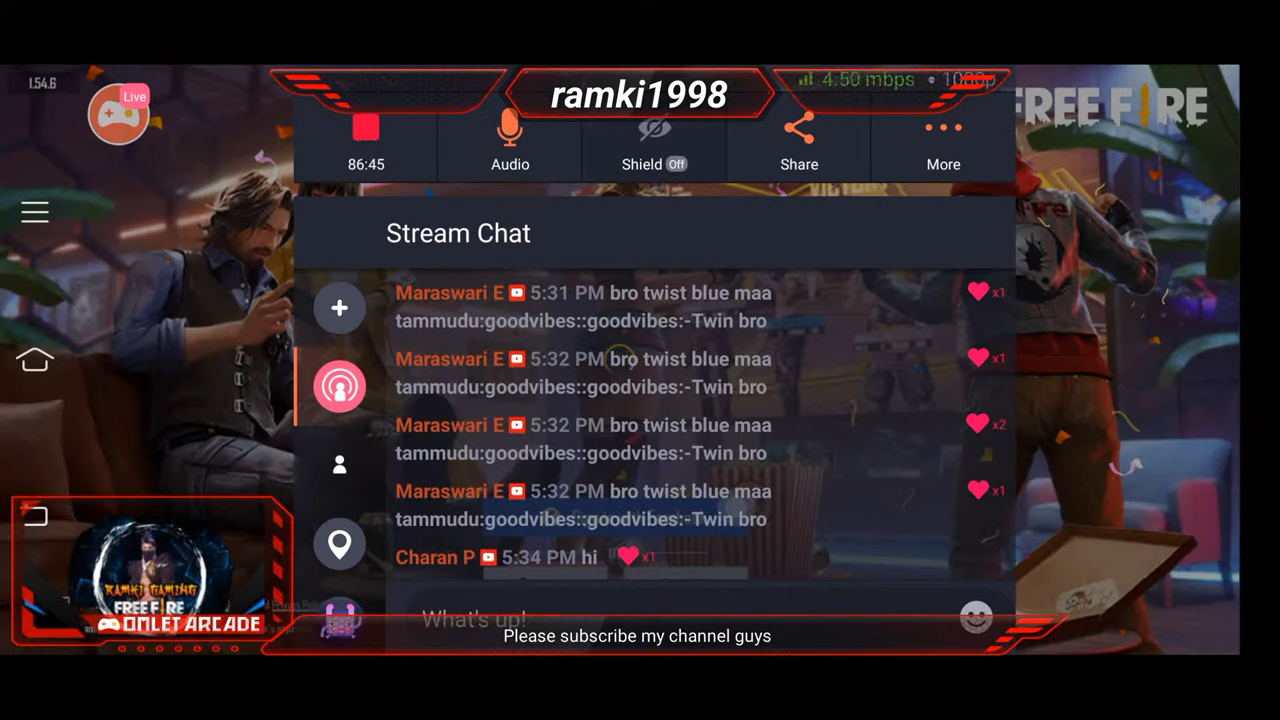 1.54.6
Live
ramki1998
4.50 mbps • 1080p
FREE FIRE
86:45
Audio
Shield Off
Share
More
Stream Chat
Maraswari E 5:31 PM bro twist blue maa x1
tammudu:goodvibes::goodvibes:-Twin bro
Maraswari E 5:32 PM bro twist blue maa x1
tammudu:goodvibes::goodvibes:-Twin bro
Maraswari E 5:32 PM bro twist blue maa x2
tammudu:goodvibes::goodvibes:-Twin bro
Maraswari E 5:32 PM bro twist blue maa x1
tammudu:goodvibes::goodvibes:-Twin bro
Charan P 5:34 PM hi x1
What's up!
RAMKI GAMING
FREE FIRE
OMLET ARCADE
Please subscribe my channel guys